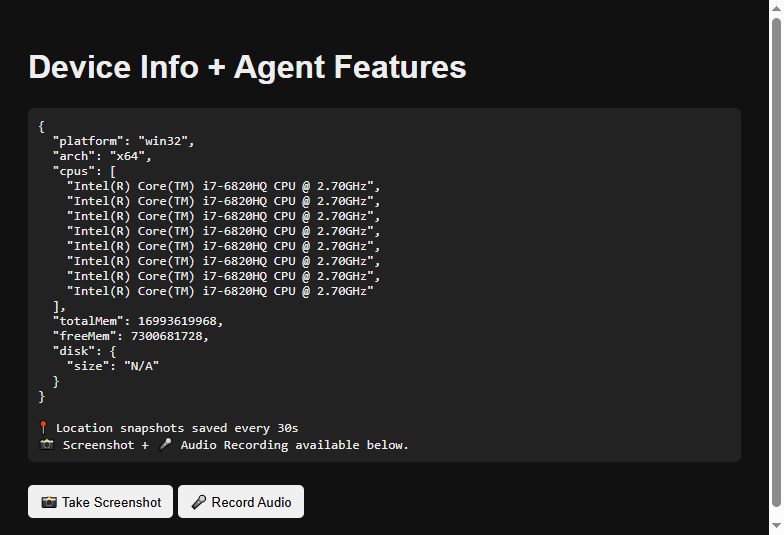 Device Info + Agent Features
{
  "platform": "win32",
  "arch": "x64",
  "cpus": [
    "Intel(R) Core(TM) i7-6820HQ CPU @ 2.70GHz",
    "Intel(R) Core(TM) i7-6820HQ CPU @ 2.70GHz",
    "Intel(R) Core(TM) i7-6820HQ CPU @ 2.70GHz",
    "Intel(R) Core(TM) i7-6820HQ CPU @ 2.70GHz",
    "Intel(R) Core(TM) i7-6820HQ CPU @ 2.70GHz",
    "Intel(R) Core(TM) i7-6820HQ CPU @ 2.70GHz",
    "Intel(R) Core(TM) i7-6820HQ CPU @ 2.70GHz",
    "Intel(R) Core(TM) i7-6820HQ CPU @ 2.70GHz"
  ],
  "totalMem": 16993619968,
  "freeMem": 7300681728,
  "disk": {
    "size": "N/A"
  }
}
📍 Location snapshots saved every 30s
📸 Screenshot + 🎤 Audio Recording available below.
📸 Take Screenshot 🎤 Record Audio